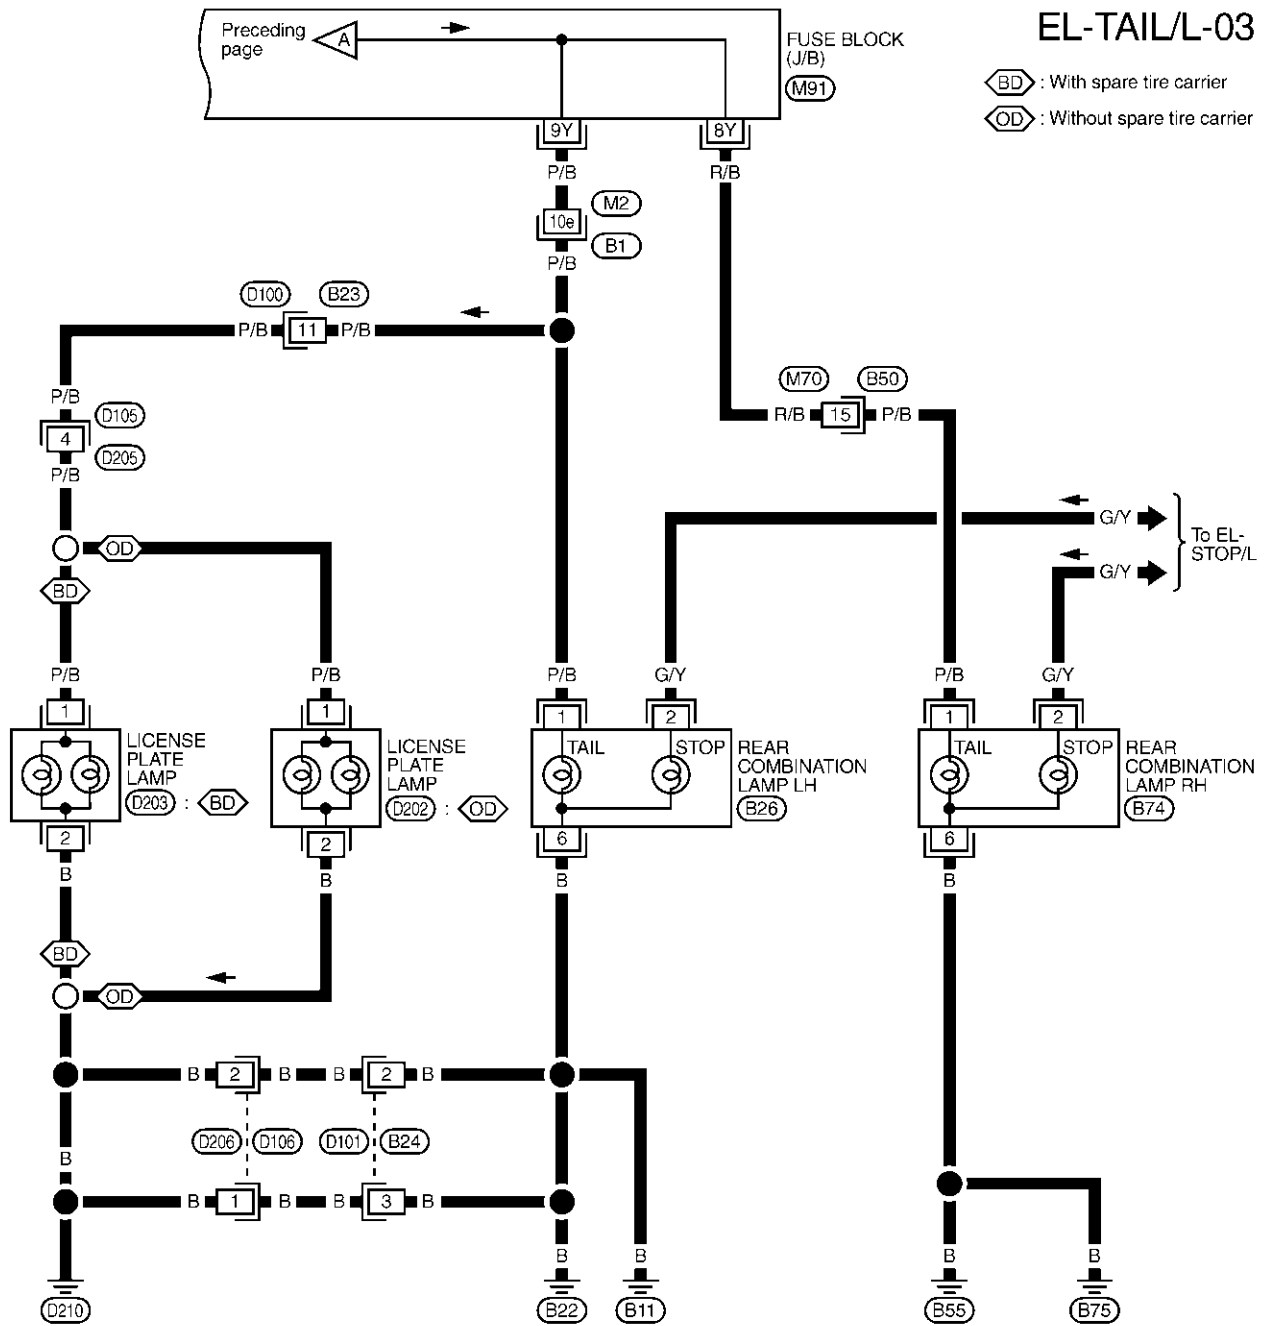 EL-TAIL/L-03
Preceding
page
A
FUSE BLOCK
(J/B)
M91
BD : With spare tire carrier
OD : Without spare tire carrier
9Y
8Y
P/B
R/B
M2
10e
B1
P/B
D100
B23
P/B
11
P/B
M70
B50
P/B
R/B
15
P/B
D105
4
D205
P/B
G/Y
To EL-
STOP/L
OD
G/Y
BD
P/B
P/B
P/B
G/Y
P/B
G/Y
1
1
1
2
1
2
LICENSE
PLATE
LAMP
D203 : BD
LICENSE
PLATE
LAMP
D202 : OD
TAIL
STOP
REAR
COMBINATION
LAMP LH
B26
TAIL
STOP
REAR
COMBINATION
LAMP RH
B74
2
2
6
6
B
B
B
B
BD
OD
B
2
B
B
2
B
D206
D106
D101
B24
B
B
1
B
B
3
B
B
B
B
B
D210
B22
B11
B55
B75